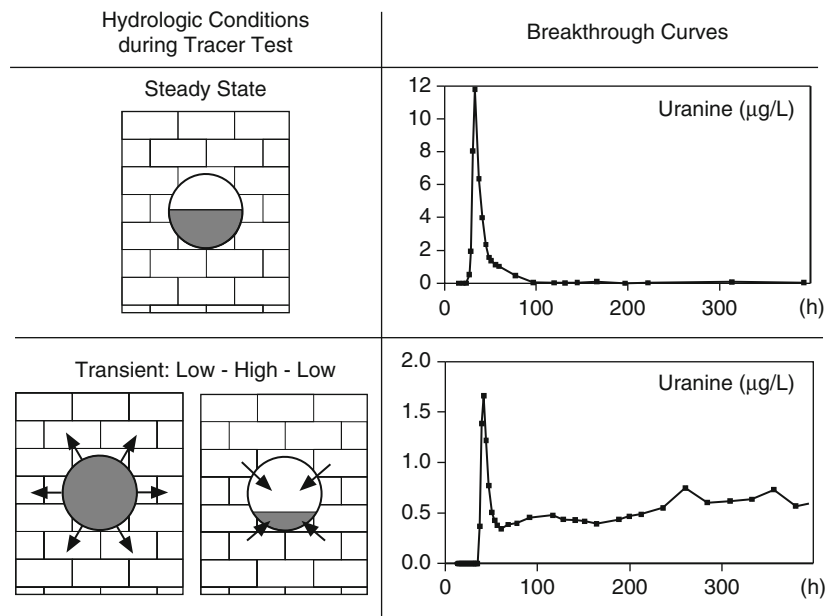 Hydrologic Conditions
during Tracer Test
Breakthrough Curves
Steady State
12
10
8
6
4
2
0
Uranine (µg/L)
0 100 200 300 (h)
Transient: Low - High - Low
2.0
1.5
1.0
0.5
0.0
Uranine (µg/L)
0 100 200 300 (h)